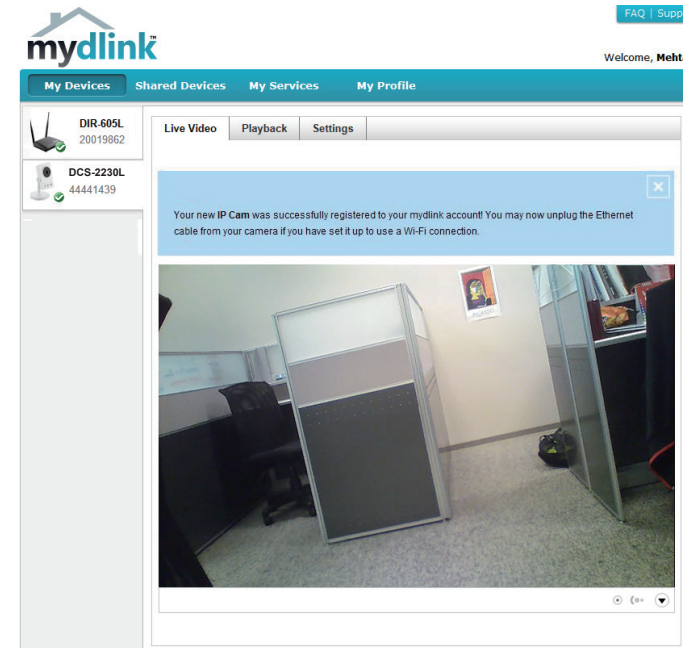 FAQ | Supp
mydlink
Welcome, Meht
My Devices Shared Devices My Services My Profile
DIR-605L
20019862
DCS-2230L
44441439
Live Video Playback Settings
Your new IP Cam was successfully registered to your mydlink account! You may now unplug the Ethernet
cable from your camera if you have set it up to use a Wi-Fi connection.
PICASSO